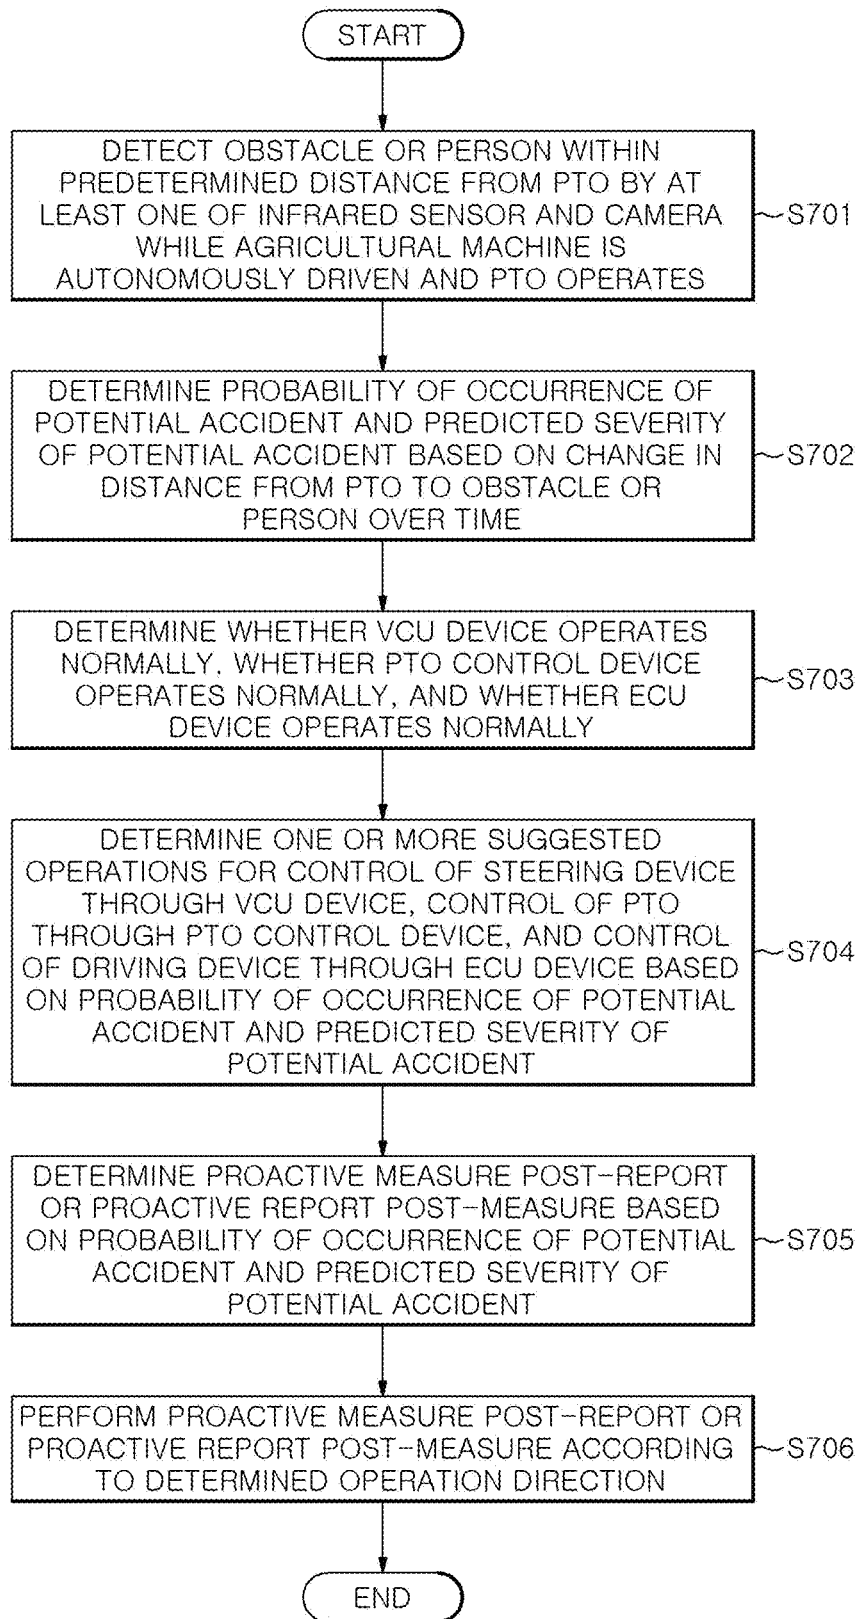 START
DETECT OBSTACLE OR PERSON WITHIN
PREDETERMINED DISTANCE FROM PTO BY AT
LEAST ONE OF INFRARED SENSOR AND CAMERA
WHILE AGRICULTURAL MACHINE IS
AUTONOMOUSLY DRIVEN AND PTO OPERATES
S701
DETERMINE PROBABILITY OF OCCURRENCE OF
POTENTIAL ACCIDENT AND PREDICTED SEVERITY
OF POTENTIAL ACCIDENT BASED ON CHANGE IN
DISTANCE FROM PTO TO OBSTACLE OR
PERSON OVER TIME
S702
DETERMINE WHETHER VCU DEVICE OPERATES
NORMALLY, WHETHER PTO CONTROL DEVICE
OPERATES NORMALLY, AND WHETHER ECU
DEVICE OPERATES NORMALLY
S703
DETERMINE ONE OR MORE SUGGESTED
OPERATIONS FOR CONTROL OF STEERING DEVICE
THROUGH VCU DEVICE, CONTROL OF PTO
THROUGH PTO CONTROL DEVICE, AND CONTROL
OF DRIVING DEVICE THROUGH ECU DEVICE BASED
ON PROBABILITY OF OCCURRENCE OF POTENTIAL
ACCIDENT AND PREDICTED SEVERITY OF
POTENTIAL ACCIDENT
S704
DETERMINE PROACTIVE MEASURE POST-REPORT
OR PROACTIVE REPORT POST-MEASURE BASED
ON PROBABILITY OF OCCURRENCE OF POTENTIAL
ACCIDENT AND PREDICTED SEVERITY OF
POTENTIAL ACCIDENT
S705
PERFORM PROACTIVE MEASURE POST-REPORT OR
PROACTIVE REPORT POST-MEASURE ACCORDING
TO DETERMINED OPERATION DIRECTION
S706
END